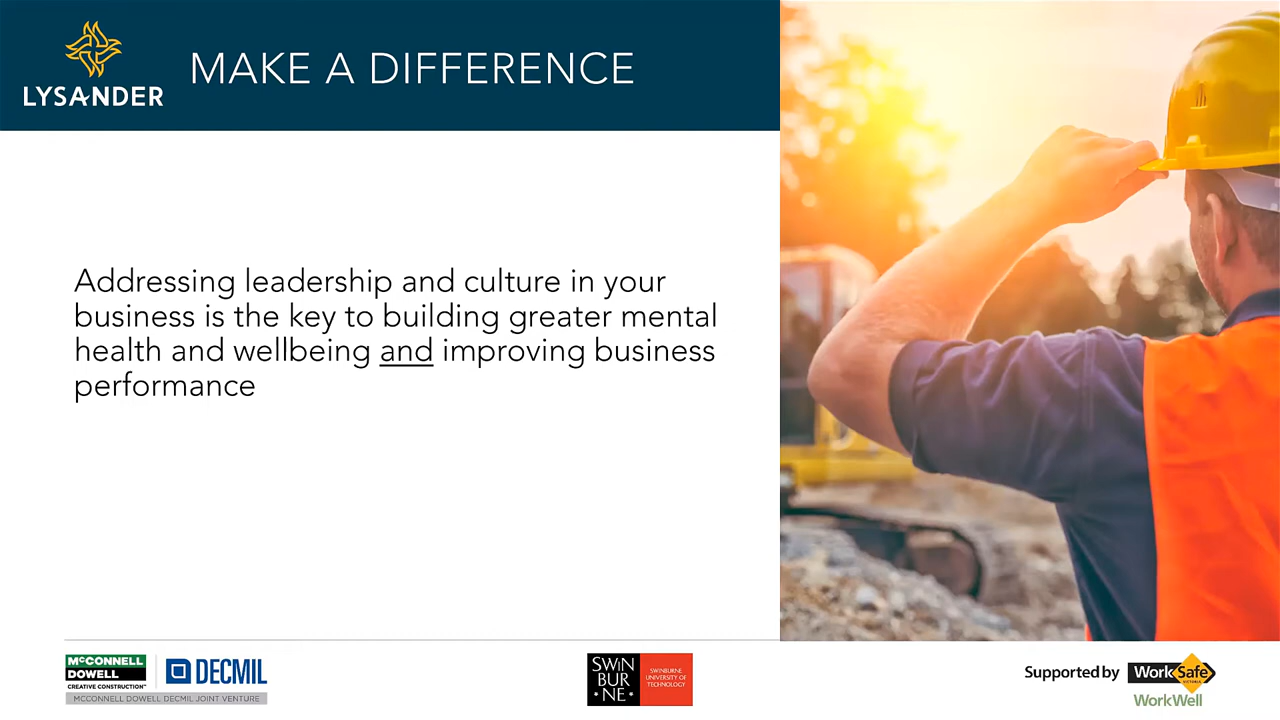 LYSANDER
MAKE A DIFFERENCE
Addressing leadership and culture in your
business is the key to building greater mental
health and wellbeing and improving business
performance
McCONNELL
DOWELL
CREATIVE CONSTRUCTION™
DECMIL
MCCONNELL DOWELL DECMIL JOINT VENTURE
SWIN
BUR
* NE *
SWINBURNE
UNIVERSITY OF
TECHNOLOGY
Supported by
WorkSafe
VICTORIA
WorkWell